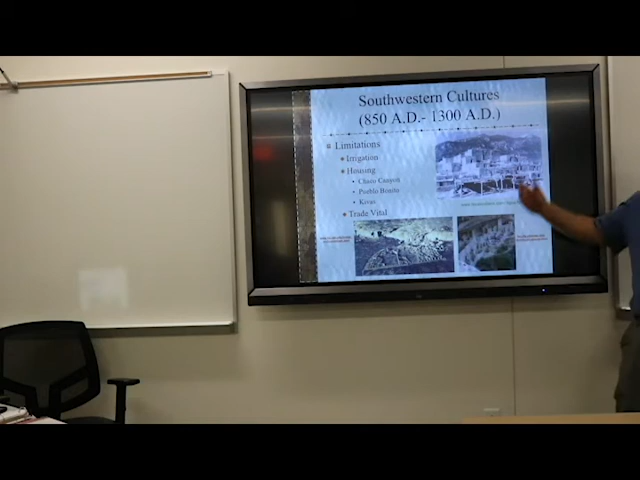 Southwestern Cultures
(850 A.D.- 1300 A.D.)
Limitations
Irrigation
Housing
Chaco Canyon
Pueblo Bonito
Kivas
Trade Vital